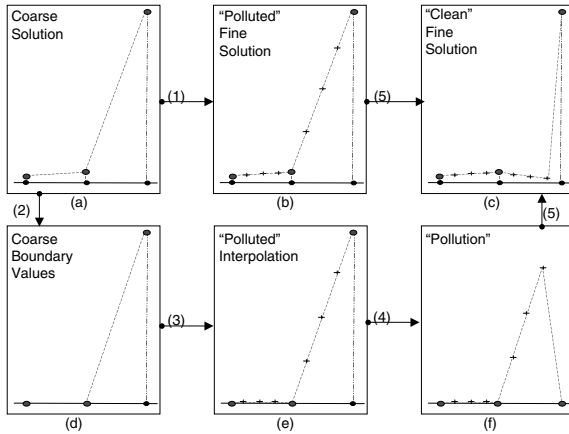 Coarse
Solution
"Polluted"
Fine
Solution
"Clean"
Fine
Solution
(1)
(5)
(a)
(b)
(c)
(2)
(5)
Coarse
Boundary
Values
"Polluted"
Interpolation
"Pollution"
(3)
(4)
(d)
(e)
(f)